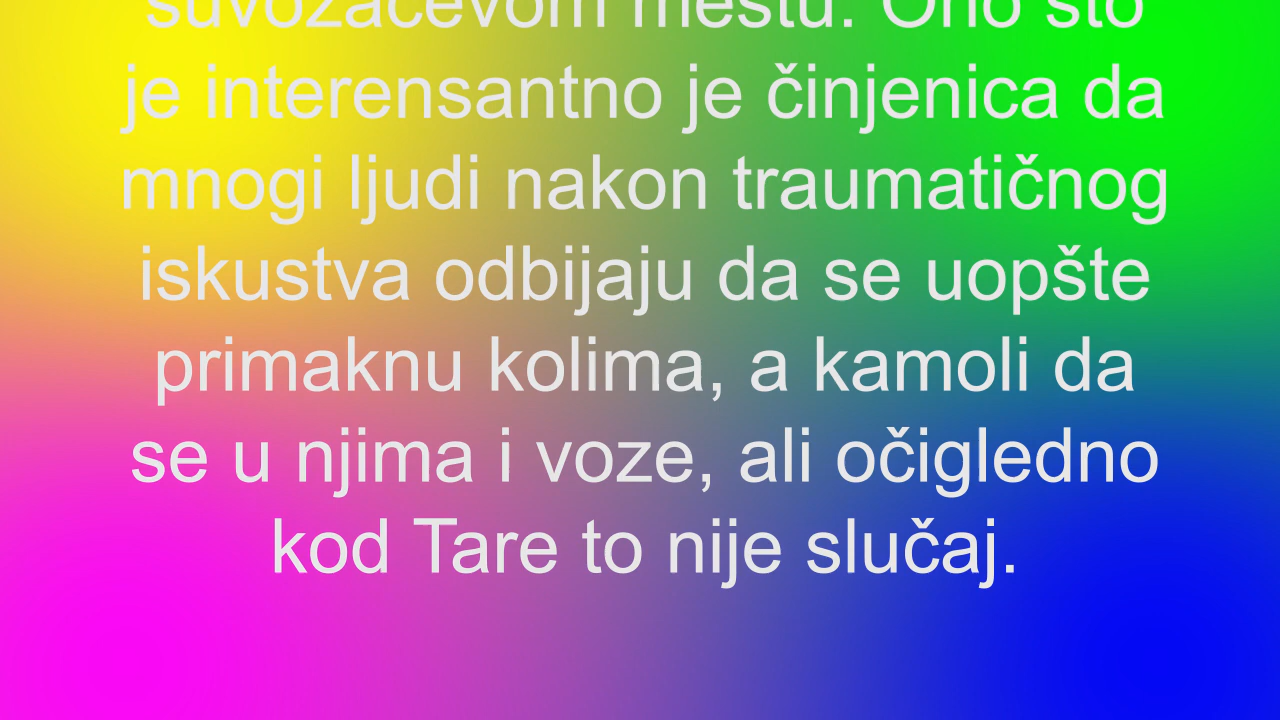 suvozačevom mestu. Ono što
je interensantno je činjenica da
mnogi ljudi nakon traumatičnog
iskustva odbijaju da se uopšte
primaknu kolima, a kamoli da
se u njima i voze, ali očigledno
kod Tare to nije slučaj.